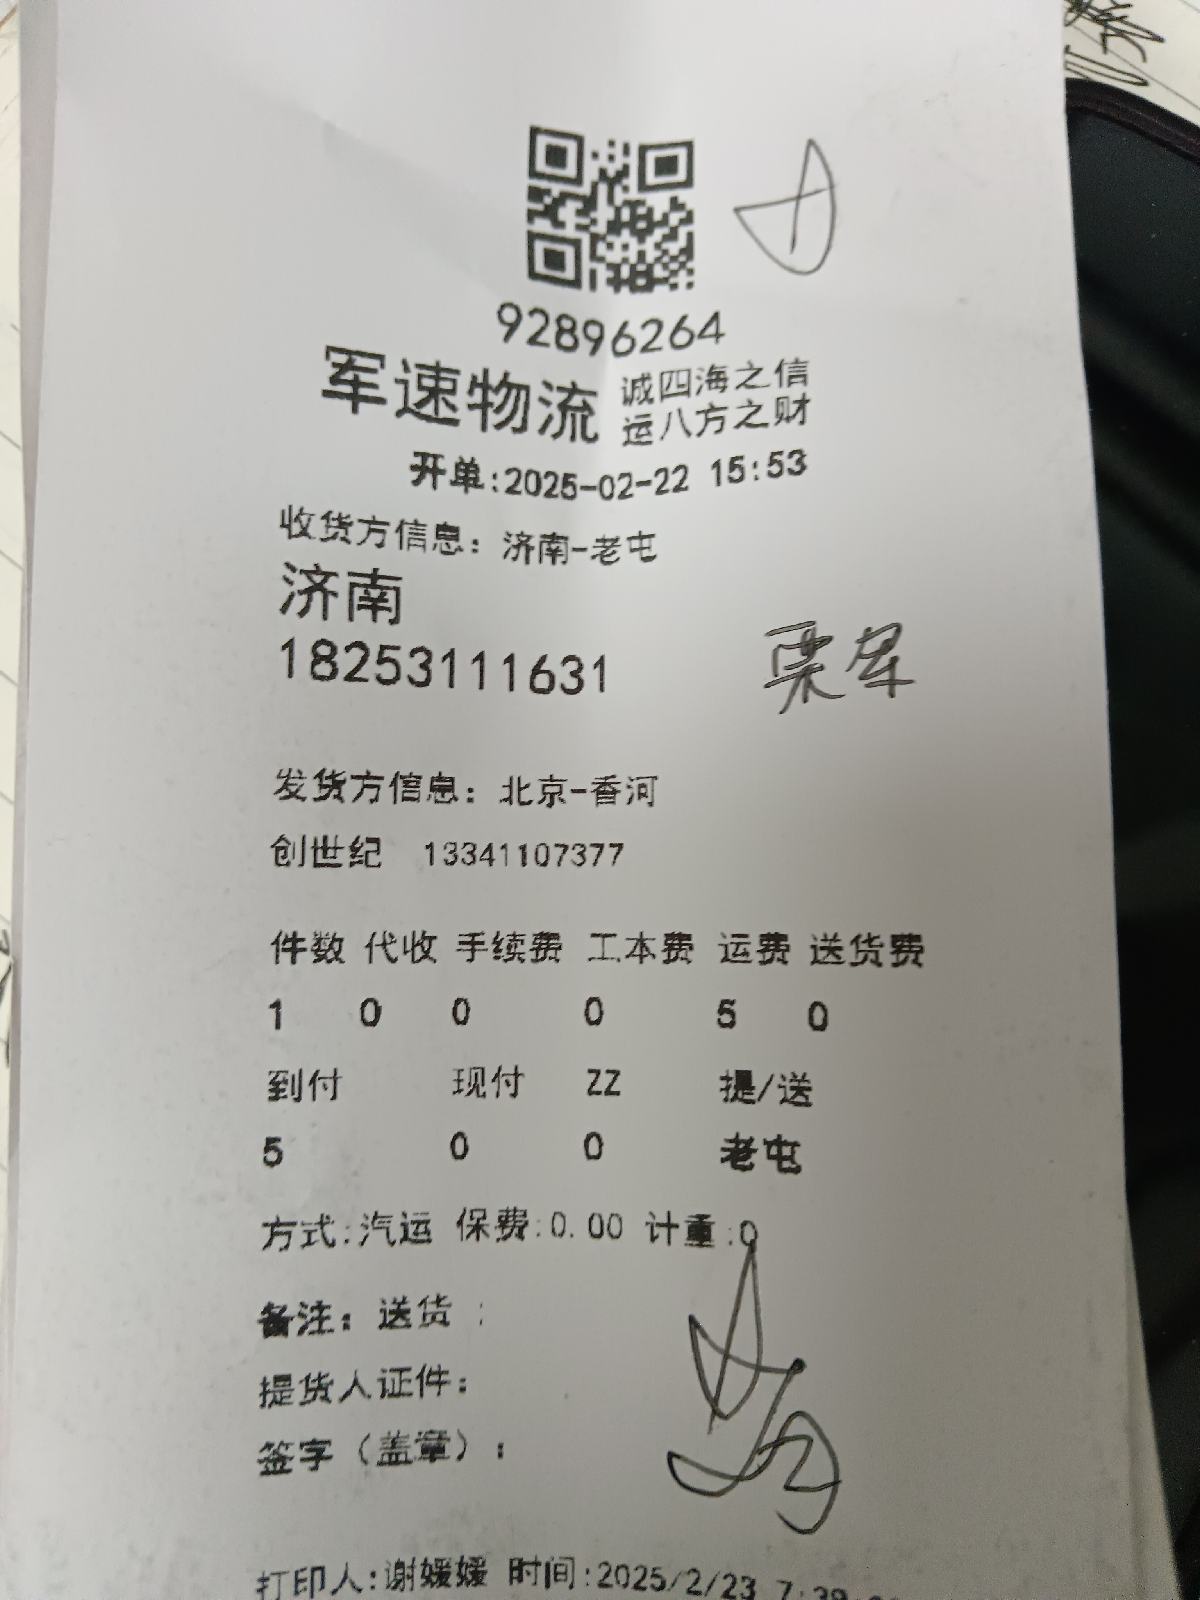 92896264
军速物流 诚四海之信
运八方之财
开单:2025-02-22 15:53
收货方信息: 济南-老屯
济南
18253111631
栗军
发货方信息: 北京-香河
创世纪 13341107377
件数 代收 手续费 工本费 运费 送货费
1 0 0 0 5 0
到付 现付 ZZ 提/送
5 0 0 老屯
方式:汽运 保费:0.00 计重:0
备注: 送货 :
提货人证件:
签字（盖章）:
打印人:谢媛媛 时间:2025/2/23 7:39